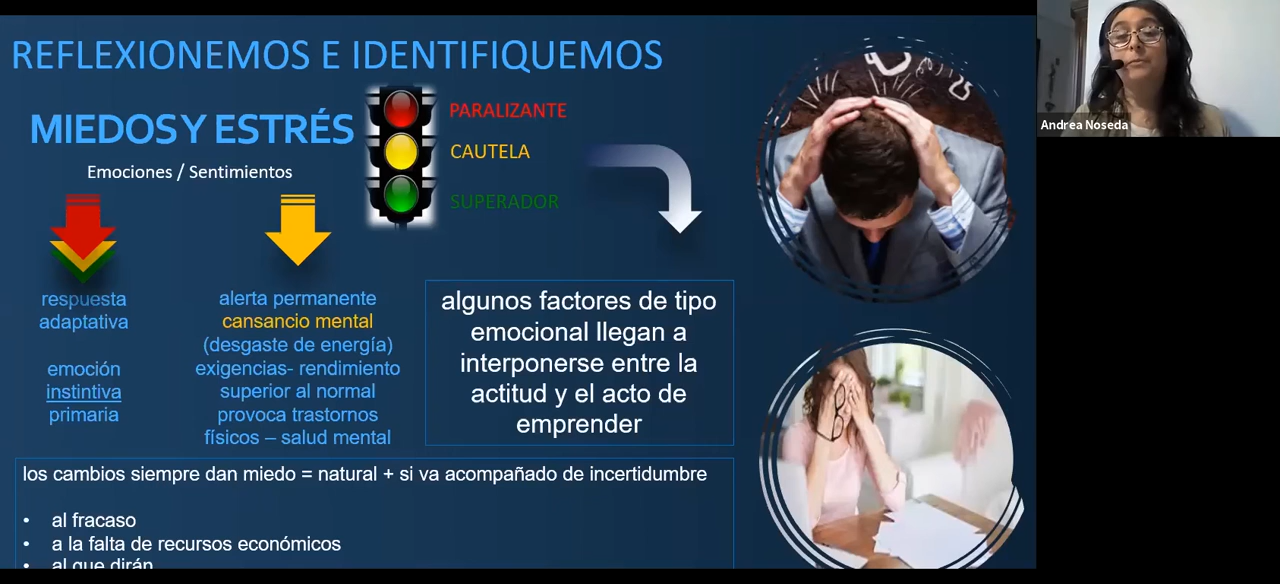 REFLEXIONEMOS E IDENTIFIQUEMOS
MIEDOS Y ESTRÉS
Emociones / Sentimientos
PARALIZANTE
CAUTELA
SUPERADOR
respuesta
adaptativa
emoción
instintiva
primaria
alerta permanente
cansancio mental
(desgaste de energía)
exigencias- rendimiento
superior al normal
provoca trastornos
físicos – salud mental
algunos factores de tipo
emocional llegan a
interponerse entre la
actitud y el acto de
emprender
los cambios siempre dan miedo = natural + si va acompañado de incertidumbre
• al fracaso
• a la falta de recursos económicos
• al que dirán
Andrea Noseda